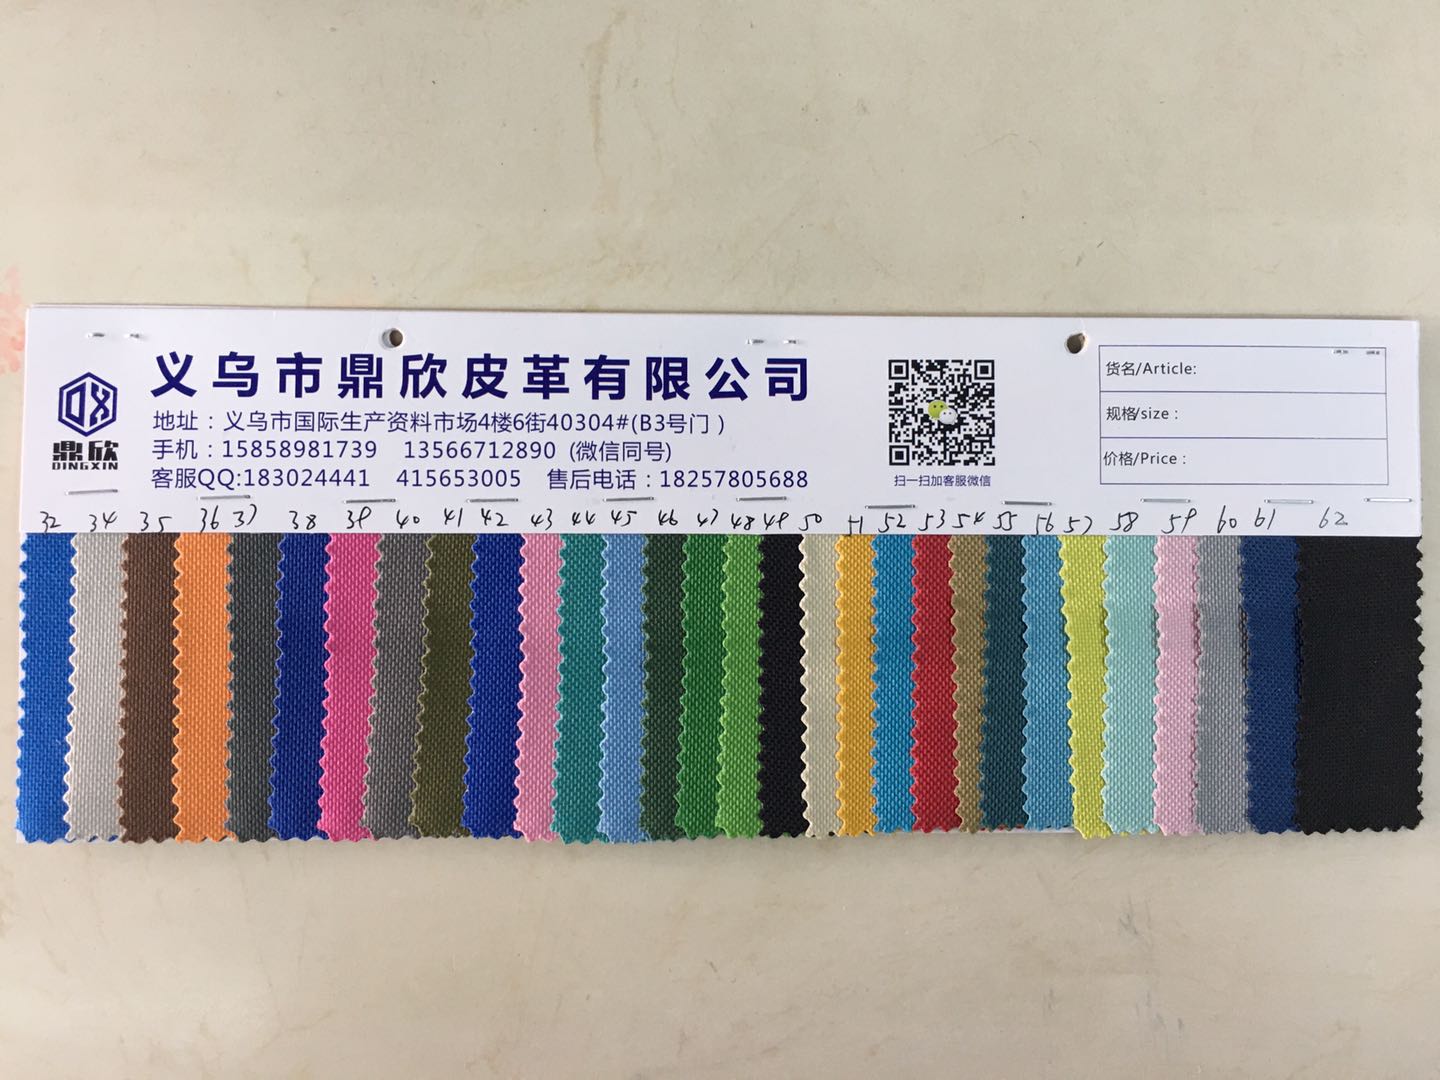 义乌市鼎欣皮革有限公司
地址：义乌市国际生产资料市场4楼6街40304#(B3号门）
手机：15858981739 13566712890 (微信同号)
客服QQ:183024441 415653005 售后电话：18257805688
DX
鼎欣
DINGXIN
扫一扫加客服微信
货名/Article:
规格/size：
价格/Price：
32 34 35 36 37 38 39 40 41 42 43 44 45 46 47 48 49 50 51 52 53 54 55 56 57 58 59 60 61 62